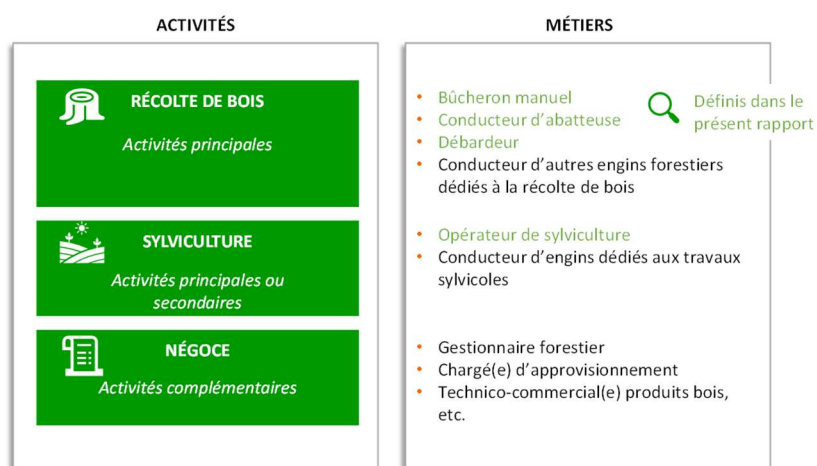 ACTIVITÉS
MÉTIERS
RÉCOLTE DE BOIS
Activités principales
• Bûcheron manuel
• Conducteur d'abatteuse
• Débardeur
• Conducteur d'autres engins forestiers
dédiés à la récolte de bois
Définis dans le
présent rapport
SYLVICULTURE
Activités principales ou
secondaires
• Opérateur de sylviculture
• Conducteur d'engins dédiés aux travaux
sylvicoles
NÉGOCE
Activités complémentaires
• Gestionnaire forestier
• Chargé(e) d'approvisionnement
• Technico-commercial(e) produits bois,
etc.